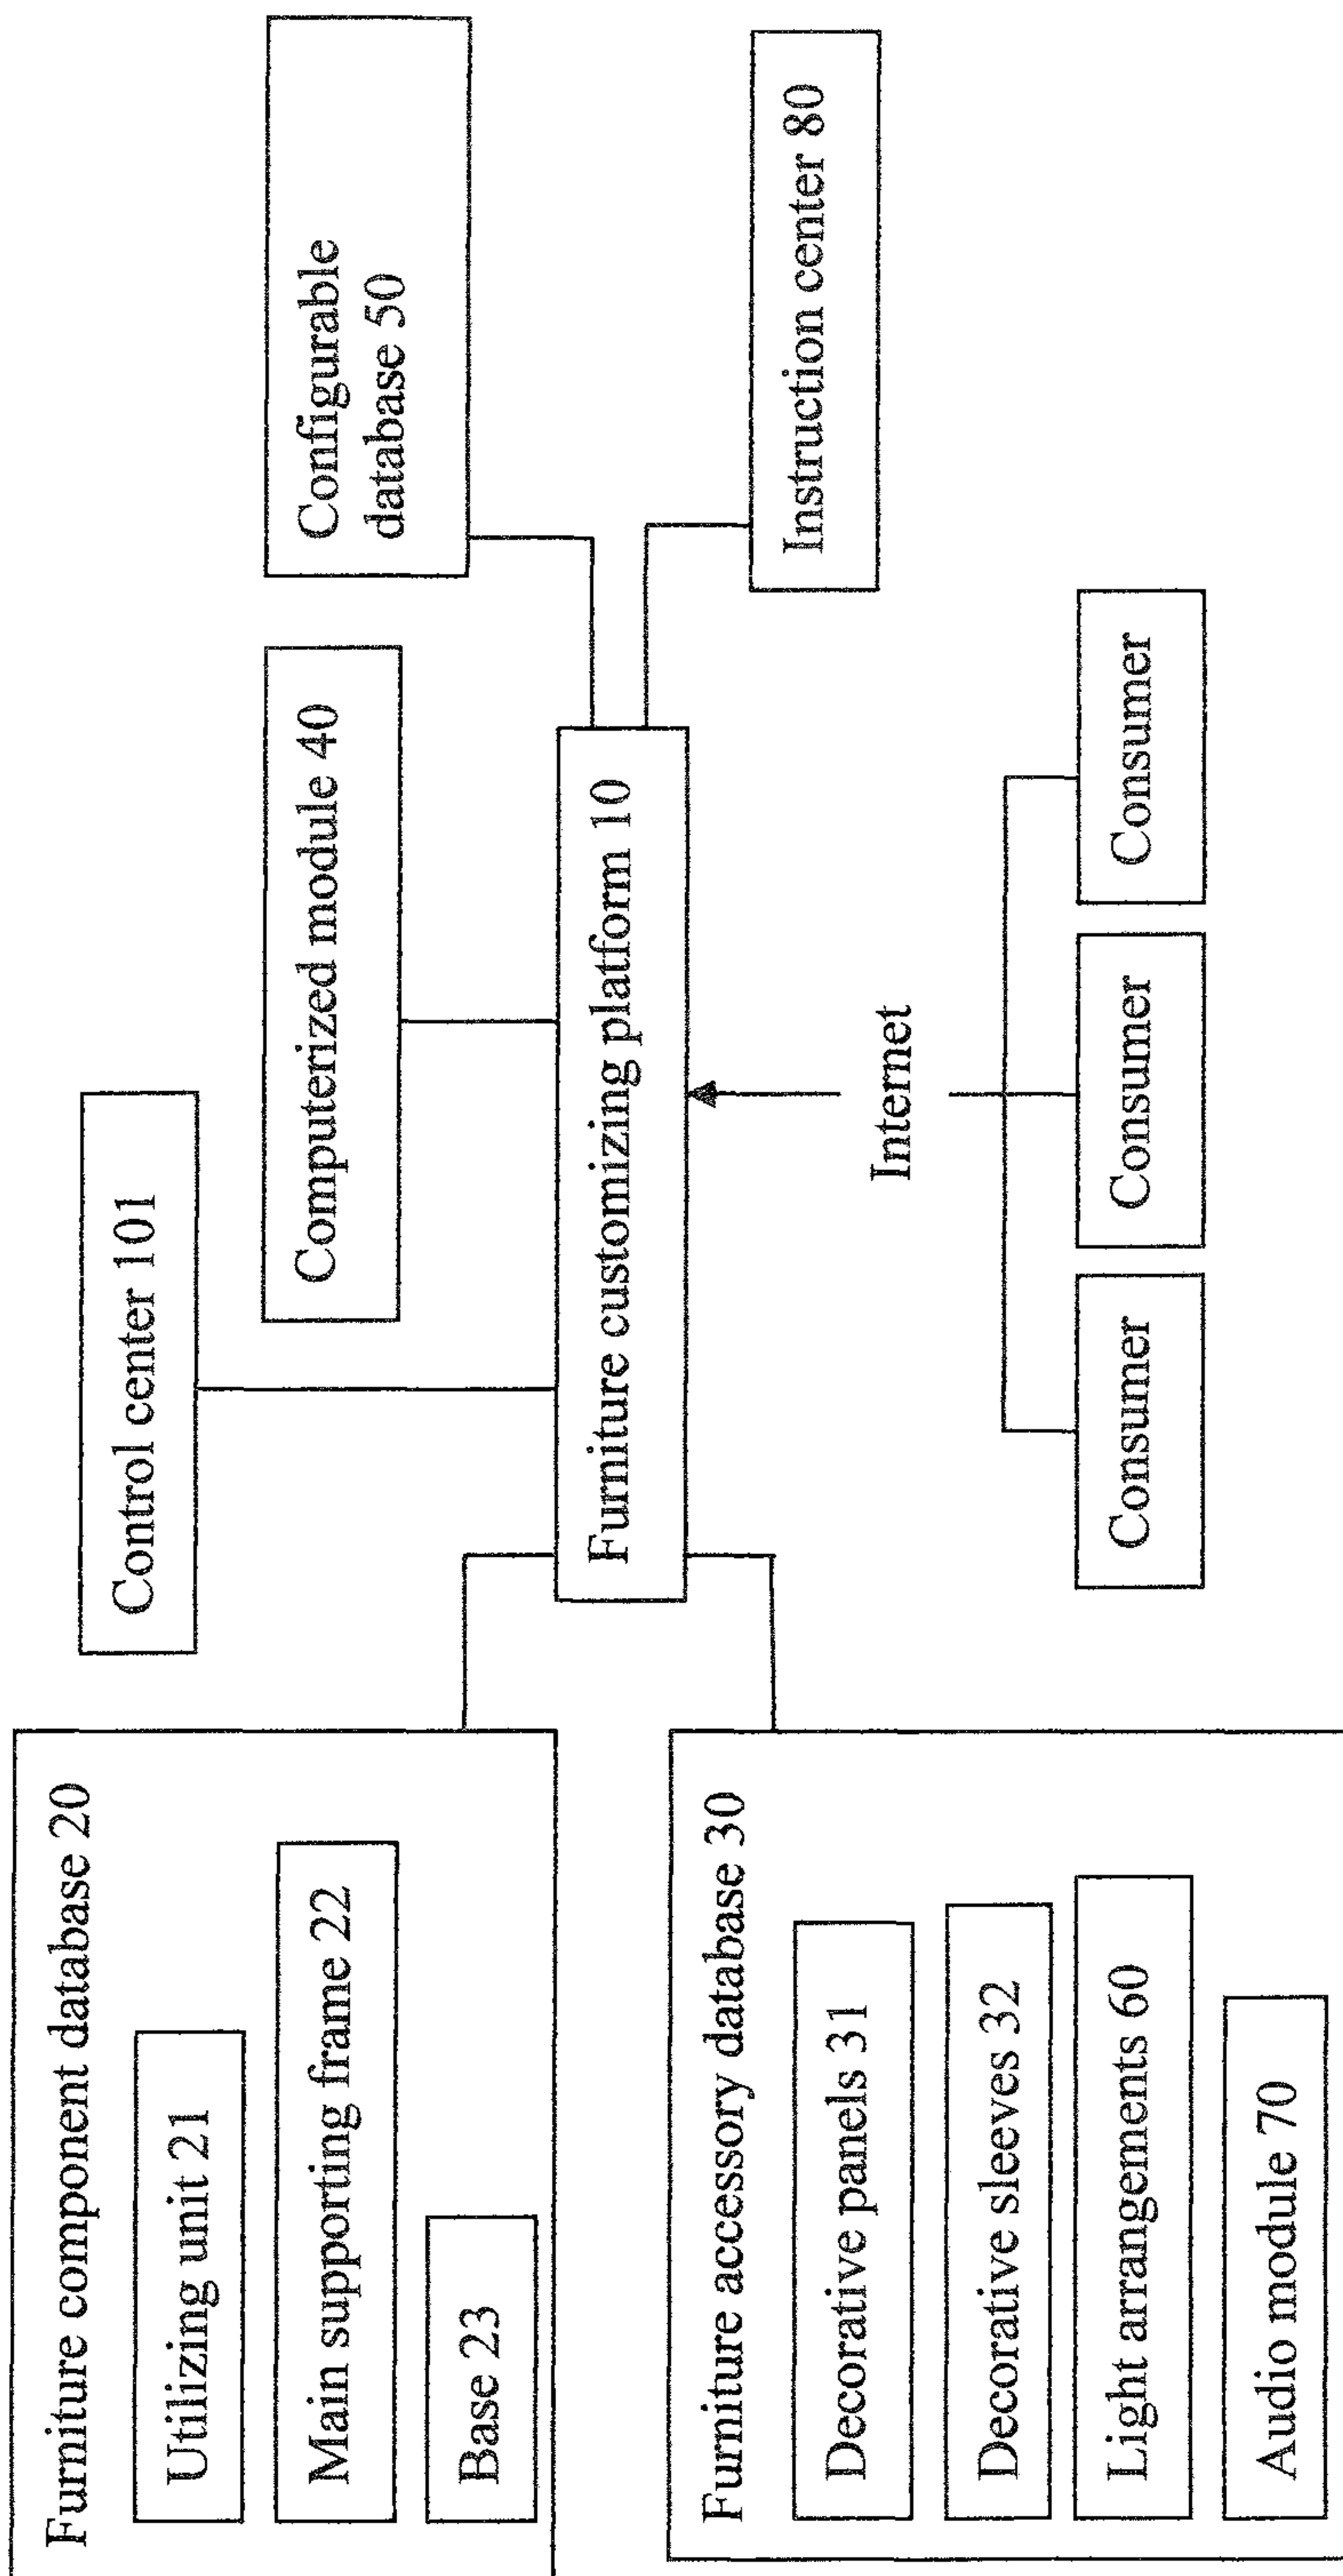 Furniture component database 20
Utilizing unit 21
Main supporting frame 22
Base 23
Furniture accessory database 30
Decorative panels 31
Decorative sleeves 32
Light arrangements 60
Audio module 70
Control center 101
Computerized module 40
Furniture customizing platform 10
Internet
Consumer
Consumer
Consumer
Configurable
database 50
Instruction center 80